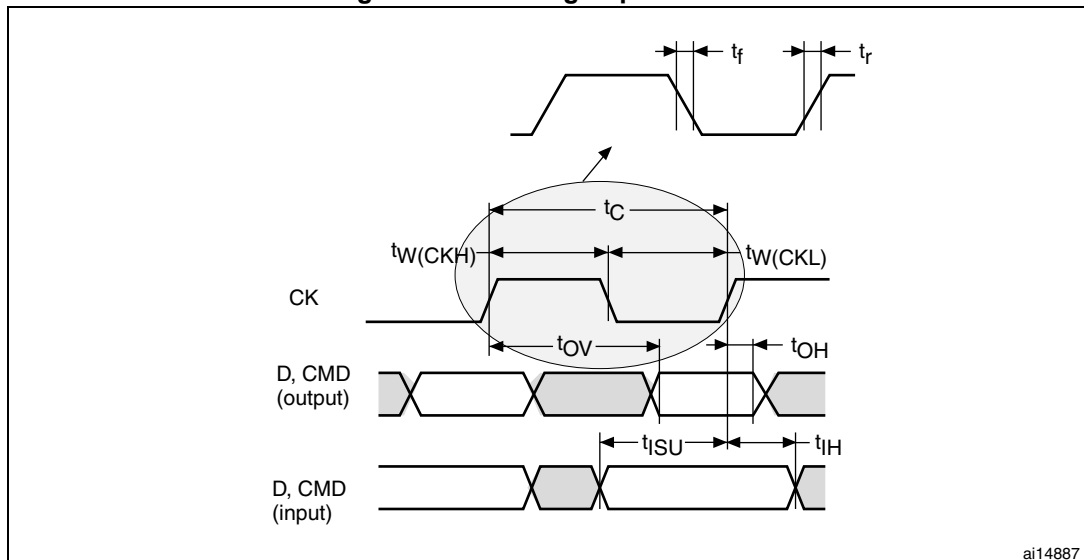 tf
tr
tC
tW(CKH)
tW(CKL)
CK
tOV
tOH
D, CMD
(output)
tISU
tIH
D, CMD
(input)
ai14887